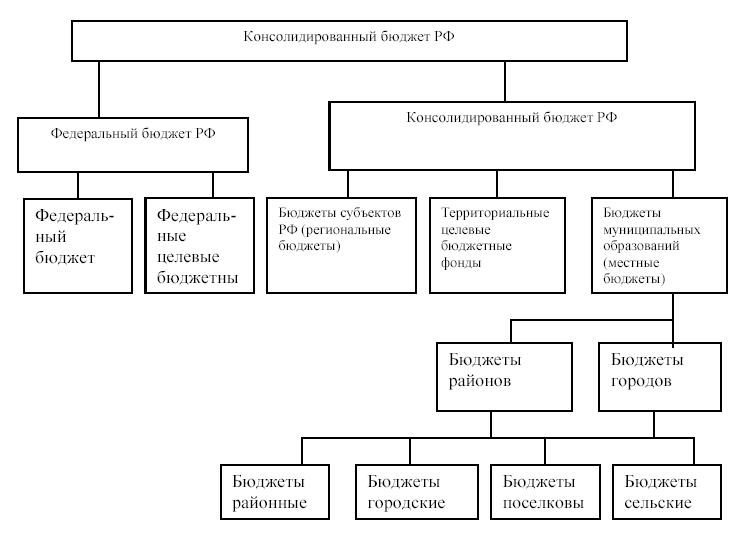 Консолидированный бюджет РФ
Федеральный бюджет РФ
Консолидированный бюджет РФ
Федераль-
ный
бюджет
Федераль-
ные
целевые
бюджетны
Бюджеты субъектов
РФ (региональные
бюджеты)
Территориальные
целевые
бюджетные
фонды
Бюджеты
муниципальных
образований
(местные
бюджеты)
Бюджеты
районов
Бюджеты
городов
Бюджеты
районные
Бюджеты
городские
Бюджеты
поселковы
Бюджеты
сельские